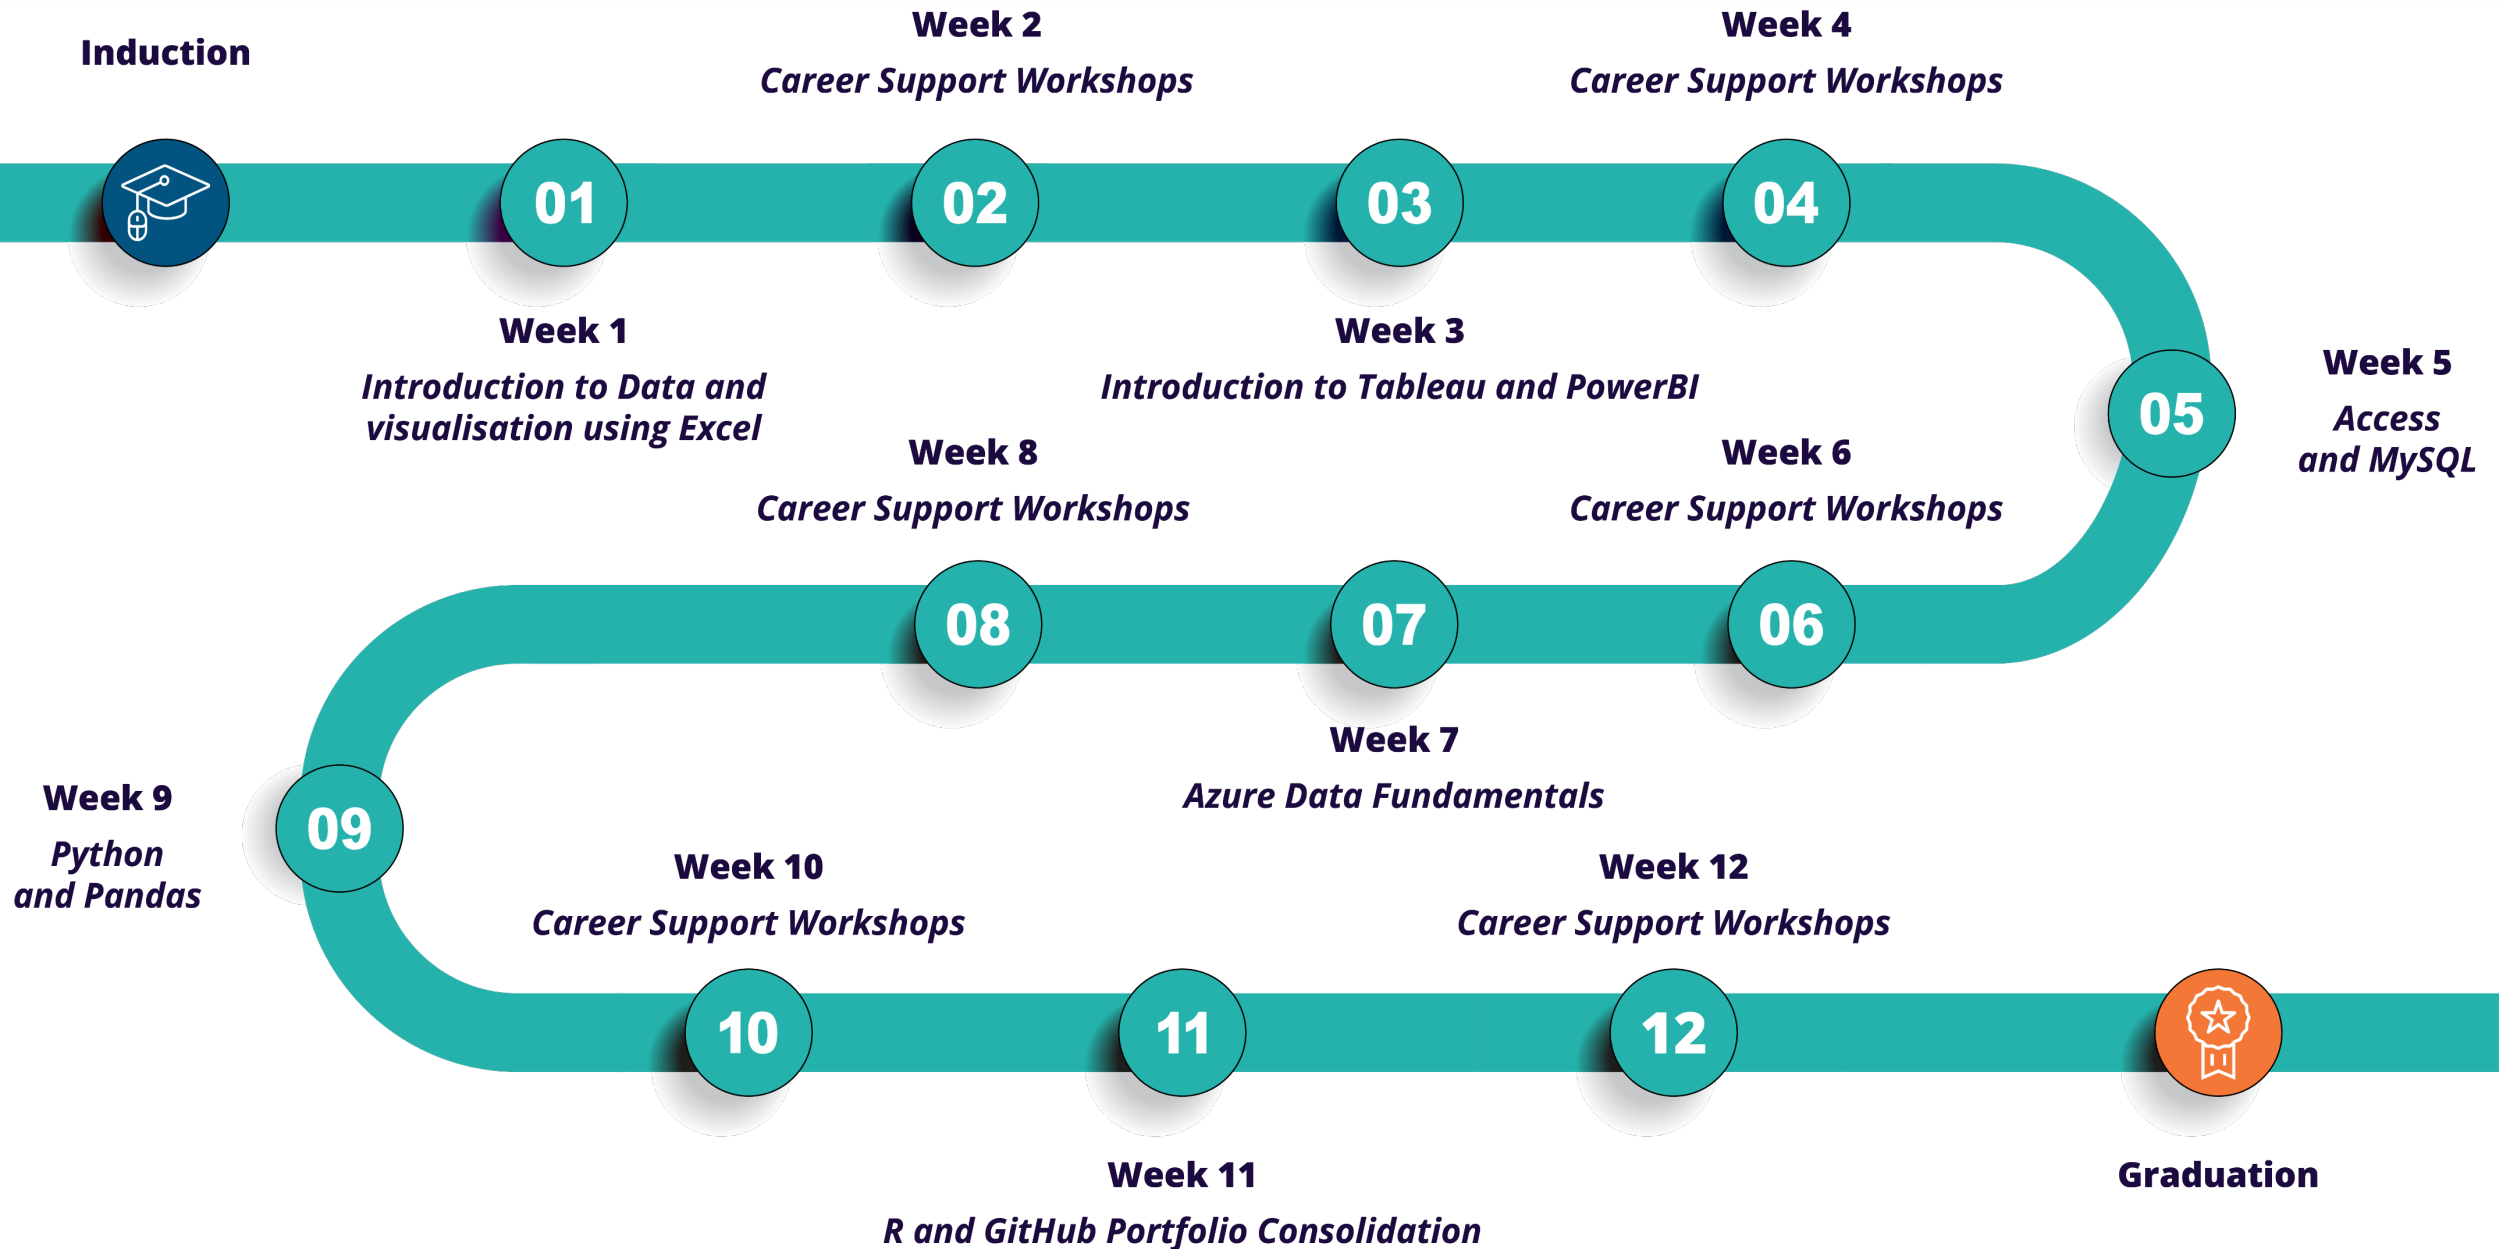 Induction
01
Week 1
Introduction to Data and
visualisation using Excel
Week 2
Career Support Workshops
02
03
Week 3
Introduction to Tableau and PowerBI
Week 4
Career Support Workshops
04
05
Week 5
Access
and MySQL
Week 6
Career Support Workshops
06
07
Week 7
Azure Data Fundamentals
Week 8
Career Support Workshops
08
09
Week 9
Python
and Pandas
Week 10
Career Support Workshops
10
11
Week 11
R and GitHub Portfolio Consolidation
Week 12
Career Support Workshops
12
Graduation